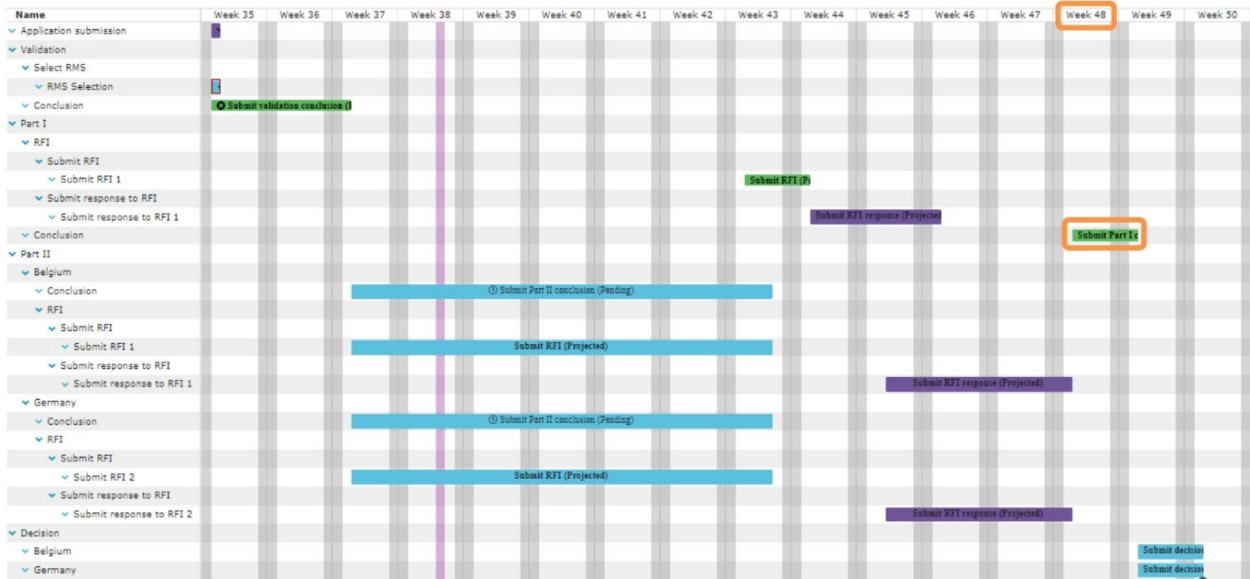 Name Week 35 Week 36 Week 37 Week 38 Week 39 Week 40 Week 41 Week 42 Week 43 Week 44 Week 45 Week 46 Week 47 Week 48 Week 49 Week 50
Application submission
Validation
Select RMS
RMS Selection
Conclusion Submit validation conclusion (
Part I
RFI
Submit RFI
Submit RFI 1 Submit RFI (P
Submit response to RFI
Submit response to RFI 1 Submit RFI response (Projected
Conclusion Submit Part I c
Part II
Belgium
Conclusion Submit Part II conclusion (Pending)
RFI
Submit RFI
Submit RFI 1 Submit RFI (Projected)
Submit response to RFI
Submit response to RFI 1 Submit RFI response (Projected)
Germany
Conclusion Submit Part II conclusion (Pending)
RFI
Submit RFI
Submit RFI 2 Submit RFI (Projected)
Submit response to RFI
Submit response to RFI 2 Submit RFI response (Projected)
Decision
Belgium Submit decision
Germany Submit decision